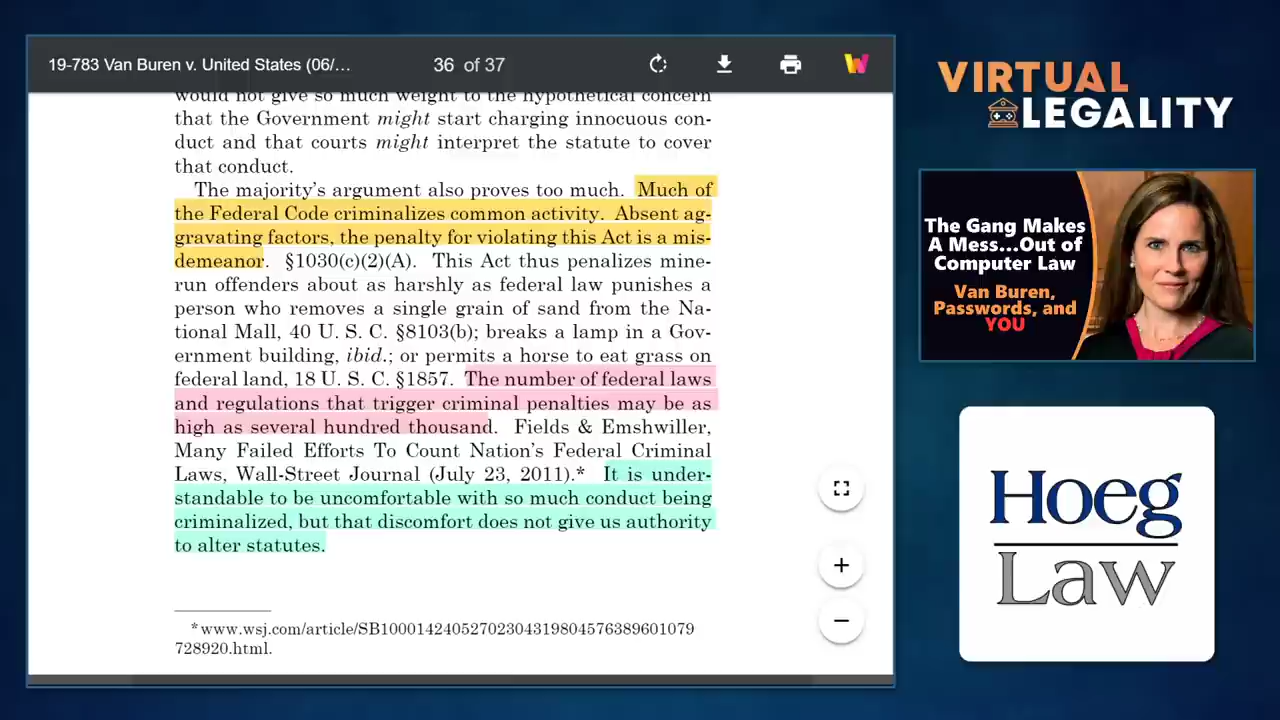 19-783 Van Buren v. United States (06/...
36 of 37
would not give so much weight to the hypothetical concern
that the Government might start charging innocuous con-
duct and that courts might interpret the statute to cover
that conduct.
The majority's argument also proves too much. Much of
the Federal Code criminalizes common activity. Absent ag-
gravating factors, the penalty for violating this Act is a mis-
demeanor. §1030(c)(2)(A). This Act thus penalizes mine-
run offenders about as harshly as federal law punishes a
person who removes a single grain of sand from the Na-
tional Mall, 40 U. S. C. §8103(b); breaks a lamp in a Gov-
ernment building, ibid.; or permits a horse to eat grass on
federal land, 18 U. S. C. §1857. The number of federal laws
and regulations that trigger criminal penalties may be as
high as several hundred thousand. Fields & Emshwiller,
Many Failed Efforts To Count Nation's Federal Criminal
Laws, Wall-Street Journal (July 23, 2011).* It is under-
standable to be uncomfortable with so much conduct being
criminalized, but that discomfort does not give us authority
to alter statutes.
*www.wsj.com/article/SB10001424052702304319804576389601079
728920.html.
VIRTUAL
LEGALITY
The Gang Makes
A Mess...Out of
Computer Law
Van Buren,
Passwords, and
YOU
Hoeg
Law